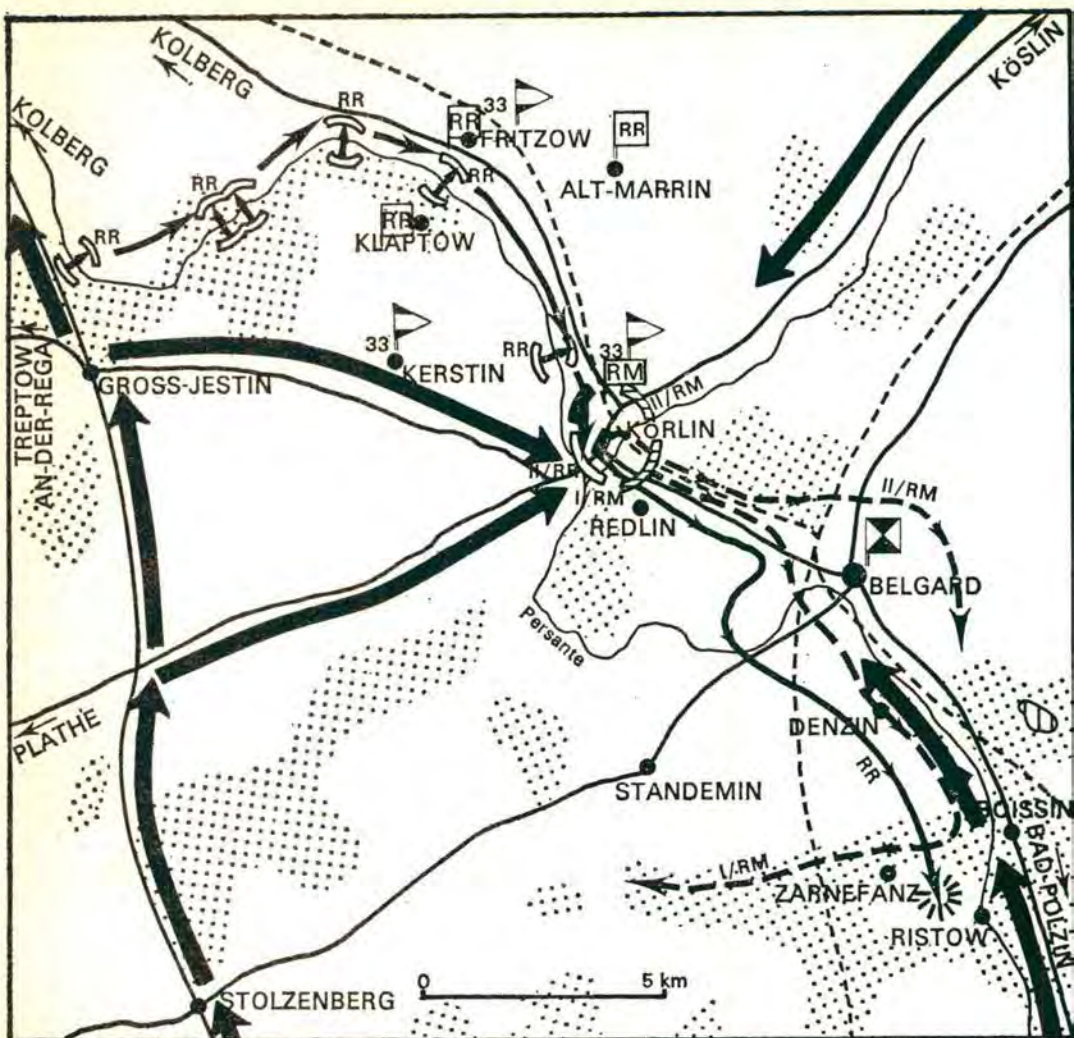 KOLBERG
KÖSLIN
KOLBERG
RR
33
RR
FRITZOW
RR
ALT-MARRIN
RR
RR
RR
RR
KLAPTOW
TREPTOW
AN-DER-REGA
GROSS-JESTIN
33
KERSTIN
RR
33
RM
II/RM
KÖRLIN
II/RR
I/RM
REDLIN
II/RM
BELGARD
Persante
PLATHE
DENZIN
RR
STANDEMIN
BOISSIN
BAD-POLZIN
I/RM
ZARNEFANZ
RISTOW
0 5 km
STOLZENBERG